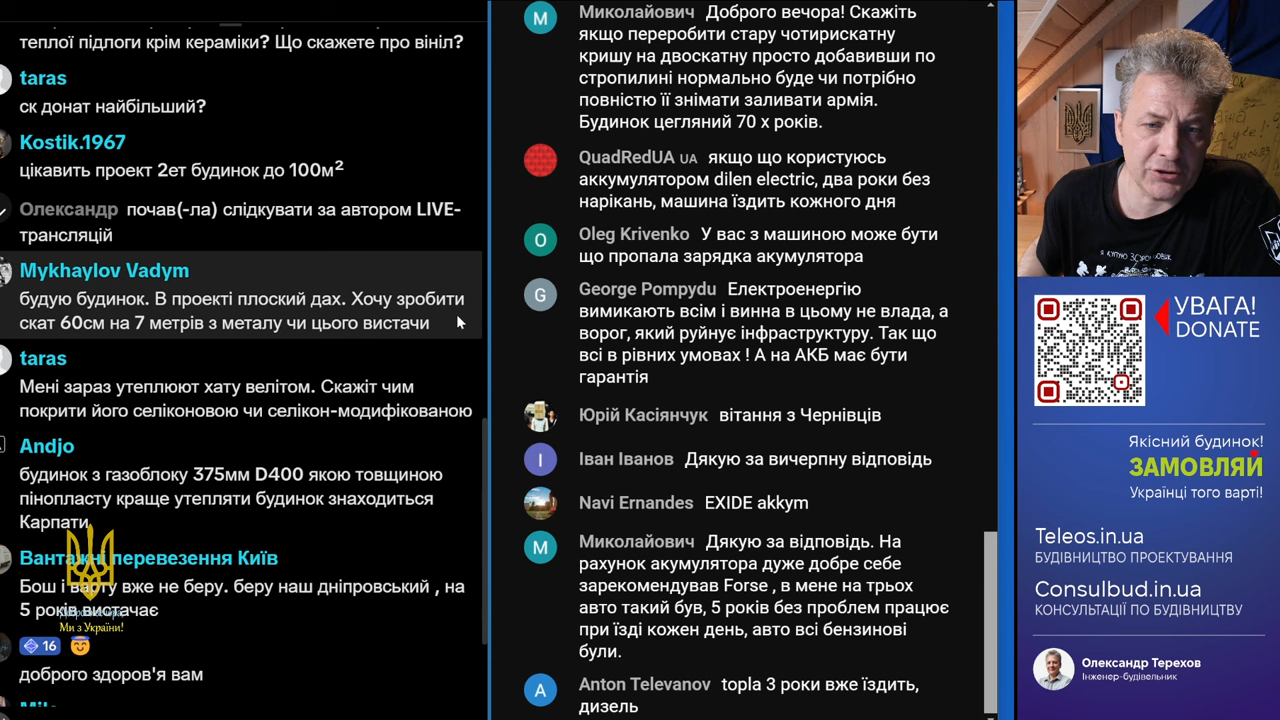 теплої підлоги крім кераміки? Що скажете про вініл?
taras
ск донат найбільший?
Kostik.1967
цікавить проект 2ет будинок до 100м²
Олександр почав(-ла) слідкувати за автором LIVE-
трансляцій
Mykhaylov Vadym
будую будинок. В проекті плоский дах. Хочу зробити
скат 60см на 7 метрів з металу чи цього вистачи
taras
Мені зараз утеплюют хату велітом. Скажіт чим
покрити його селіконовою чи селікон-модифікованою
Andjo
будинок з газоблоку 375мм D400 якою товщиною
пінопласту краще утепляти будинок знаходиться
Карпати
Вантажні перевезення Київ
Бош і варту вже не беру. беру наш дніпровський , на
5 років вистачає
Ми з України!
16
доброго здоров'я вам
Миколайович Доброго вечора! Скажіть
якщо переробити стару чотирискатну
кришу на двоскатну просто добавивши по
стропилині нормально буде чи потрібно
повністю її знімати заливати армія.
Будинок цегляний 70 х років.
QuadRedUA UA якщо що користуюсь
аккумулятором dilen electric, два роки без
нарікань, машина їздить кожного дня
Oleg Krivenko У вас з машиною може бути
що пропала зарядка акумулятора
George Pompydu Електроенергію
вимикають всім і винна в цьому не влада, а
ворог, який руйнує інфраструктуру. Так що
всі в рівних умовах ! А на АКБ має бути
гарантія
Юрій Касіянчук вітання з Чернівців
Іван Іванов Дякую за вичерпну відповідь
Navi Ernandes EXIDE akkym
Миколайович Дякую за відповідь. На
рахунок акумулятора дуже добре себе
зарекомендував Forse , в мене на трьох
авто такий був, 5 років без проблем працює
при їзді кожен день, авто всі бензинові
були.
Anton Televanov topla 3 роки вже їздить,
дизель
УВАГА!
DONATE
Якісний будинок!
ЗАМОВЛЯЙ
Українці того варті!
Teleos.in.ua
БУДІВНИЦТВО ПРОЕКТУВАННЯ
Consulbud.in.ua
КОНСУЛЬТАЦІЇ ПО БУДІВНИЦТВУ
Олександр Терехов
Інженер-будівельник